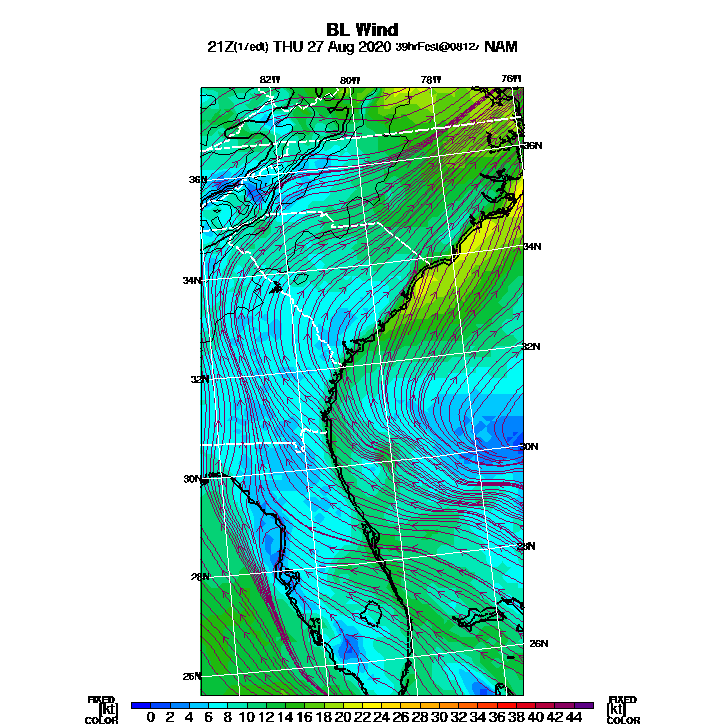 BL Wind
21Z(17edt) THU 27 Aug 2020 39hrFcst@0812z NAM
82W 80W 78W 76W
36N 36N
34N 34N
32N 32N
30N 30N
28N 28N
26N 26N
FIXED FIXED
[kt] 0 2 4 6 8 10 12 14 16 18 20 22 24 26 28 30 32 34 36 38 40 42 44 [kt]
COLOR COLOR